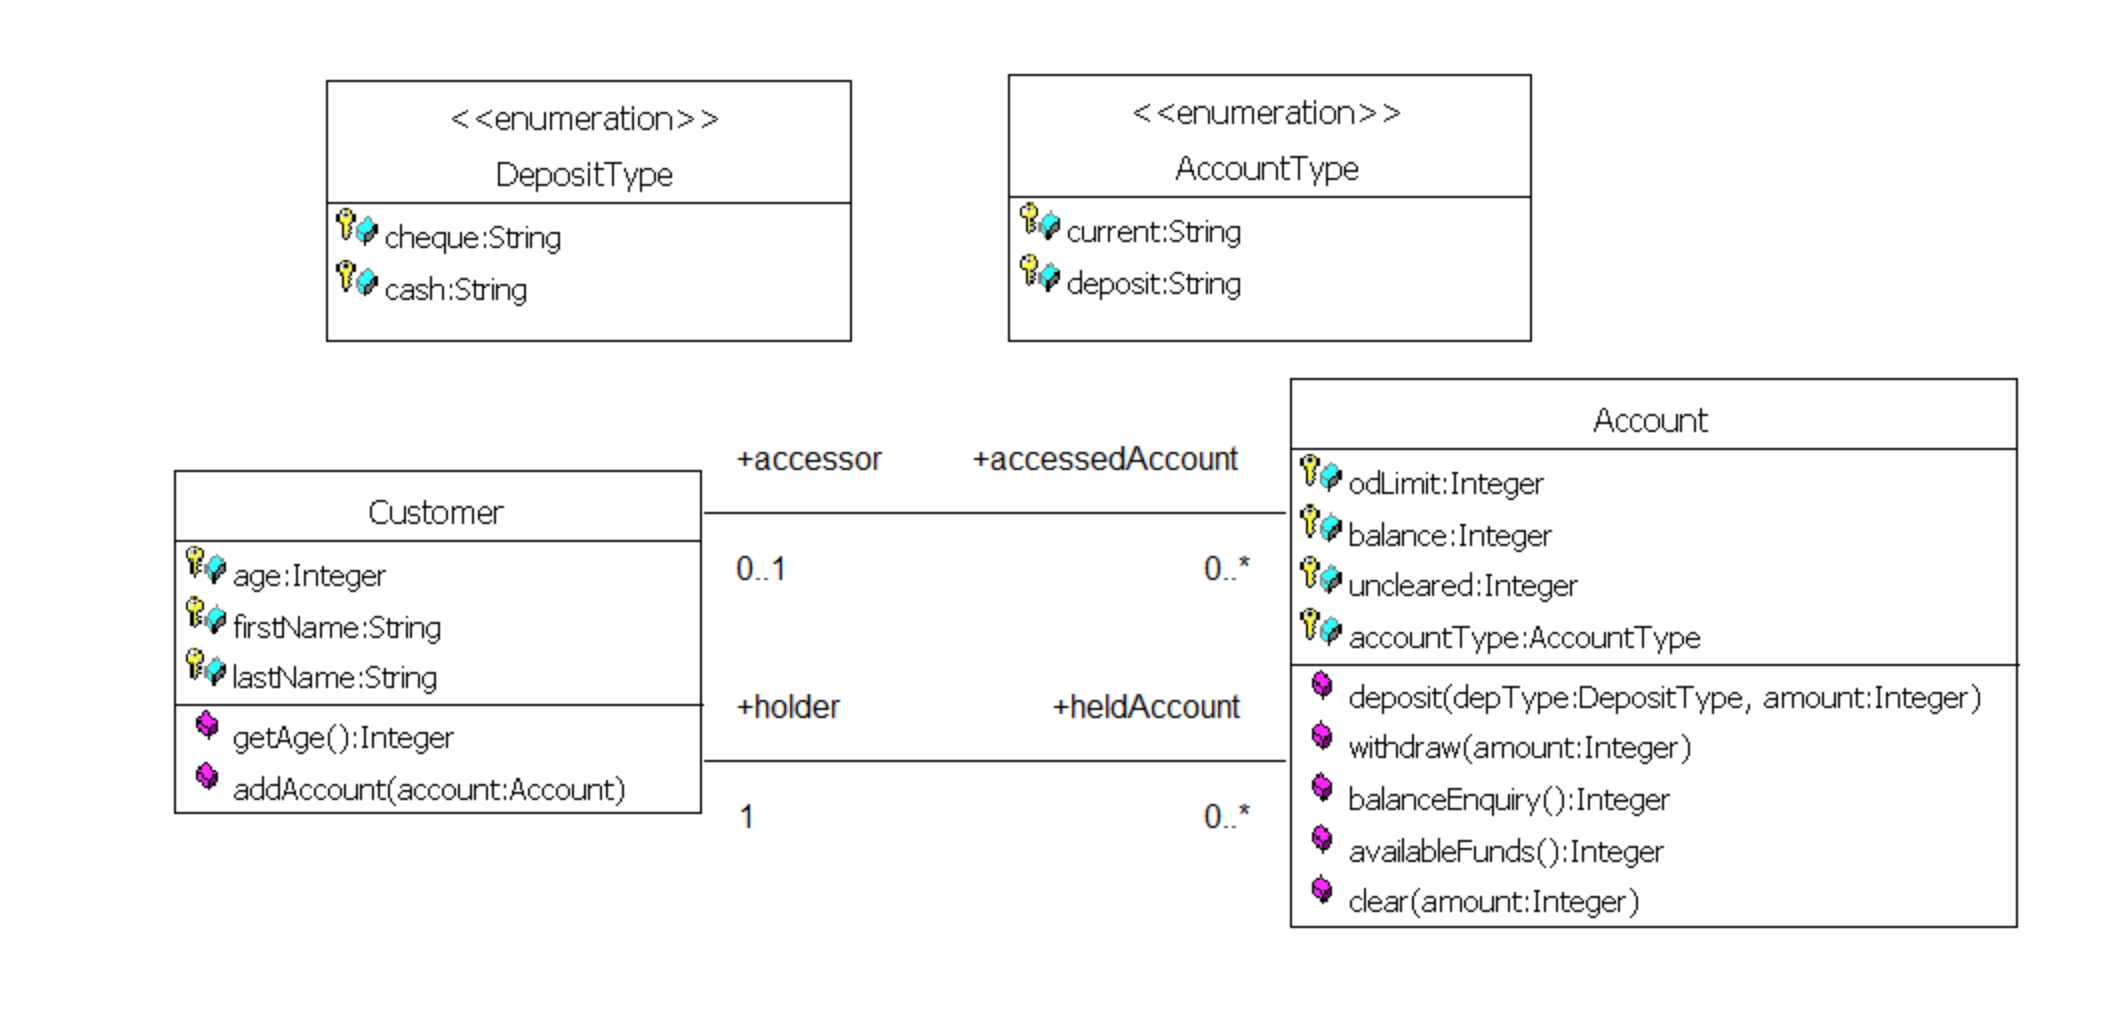 <<enumeration>>
DepositType
cheque:String
cash:String
<<enumeration>>
AccountType
current:String
deposit:String
Customer
age:Integer
firstName:String
lastName:String
getAge():Integer
addAccount(account:Account)
+accessor
+accessedAccount
0..1
0..*
+holder
+heldAccount
1
0..*
Account
odLimit:Integer
balance:Integer
uncleared:Integer
accountType:AccountType
deposit(depType:DepositType, amount:Integer)
withdraw(amount:Integer)
balanceEnquiry():Integer
availableFunds():Integer
clear(amount:Integer)